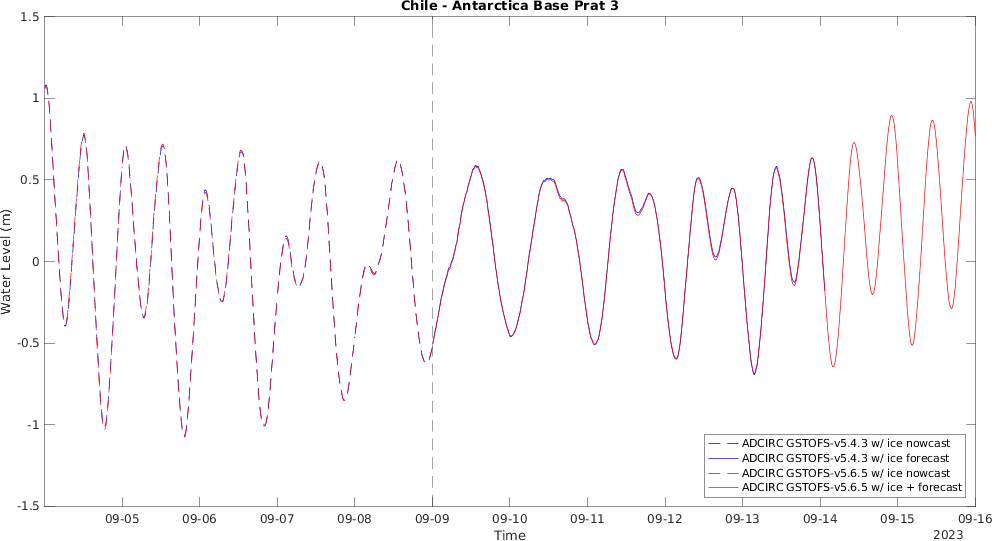 Chile - Antarctica Base Prat 3
1.5
1
0.5
0
-0.5
-1
-1.5
Water Level (m)
ADCIRC GSTOFS-v5.4.3 w/ ice nowcast
ADCIRC GSTOFS-v5.4.3 w/ ice forecast
ADCIRC GSTOFS-v5.6.5 w/ ice nowcast
ADCIRC GSTOFS-v5.6.5 w/ ice + forecast
09-05 09-06 09-07 09-08 09-09 09-10 09-11 09-12 09-13 09-14 09-15 09-16
Time
2023